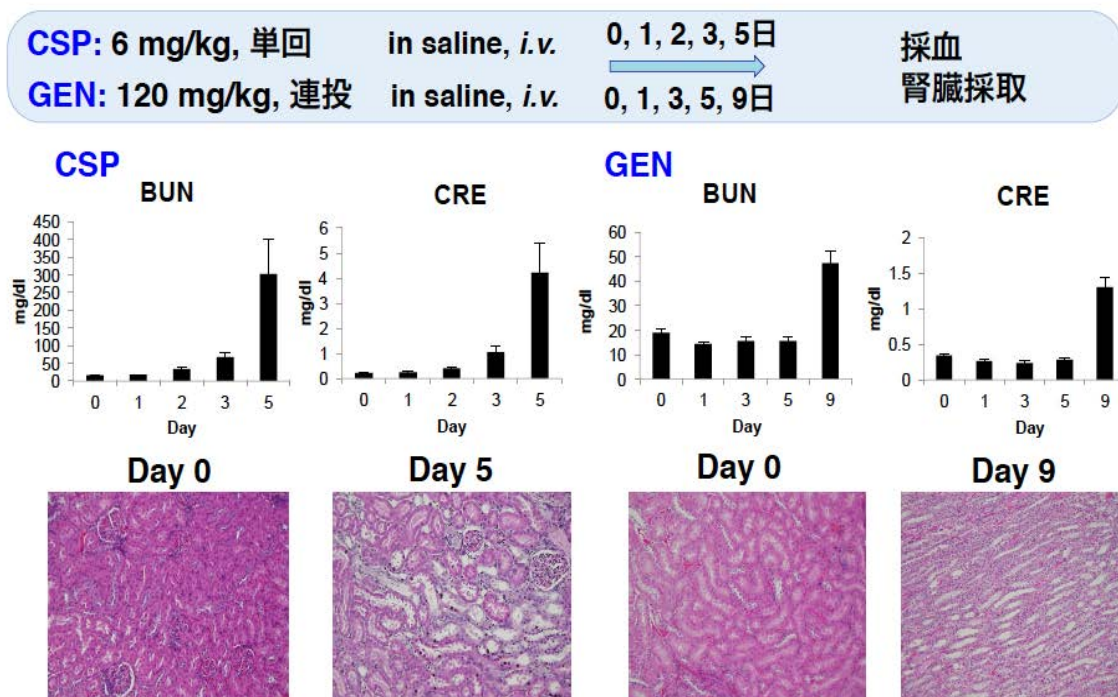 CSP: 6 mg/kg, 単回 in saline, i.v. 0, 1, 2, 3, 5日 採血
GEN: 120 mg/kg, 連投 in saline, i.v. 0, 1, 3, 5, 9日 腎臓採取
CSP
BUN
mg/dl
450
400
350
300
250
200
150
100
50
0
0 1 2 3 5
Day
CRE
mg/dl
6
5
4
3
2
1
0
0 1 2 3 5
Day
GEN
BUN
mg/dl
60
50
40
30
20
10
0
0 1 3 5 9
Day
CRE
mg/dl
2
1.5
1
0.5
0
0 1 3 5 9
Day
Day 0
Day 5
Day 0
Day 9